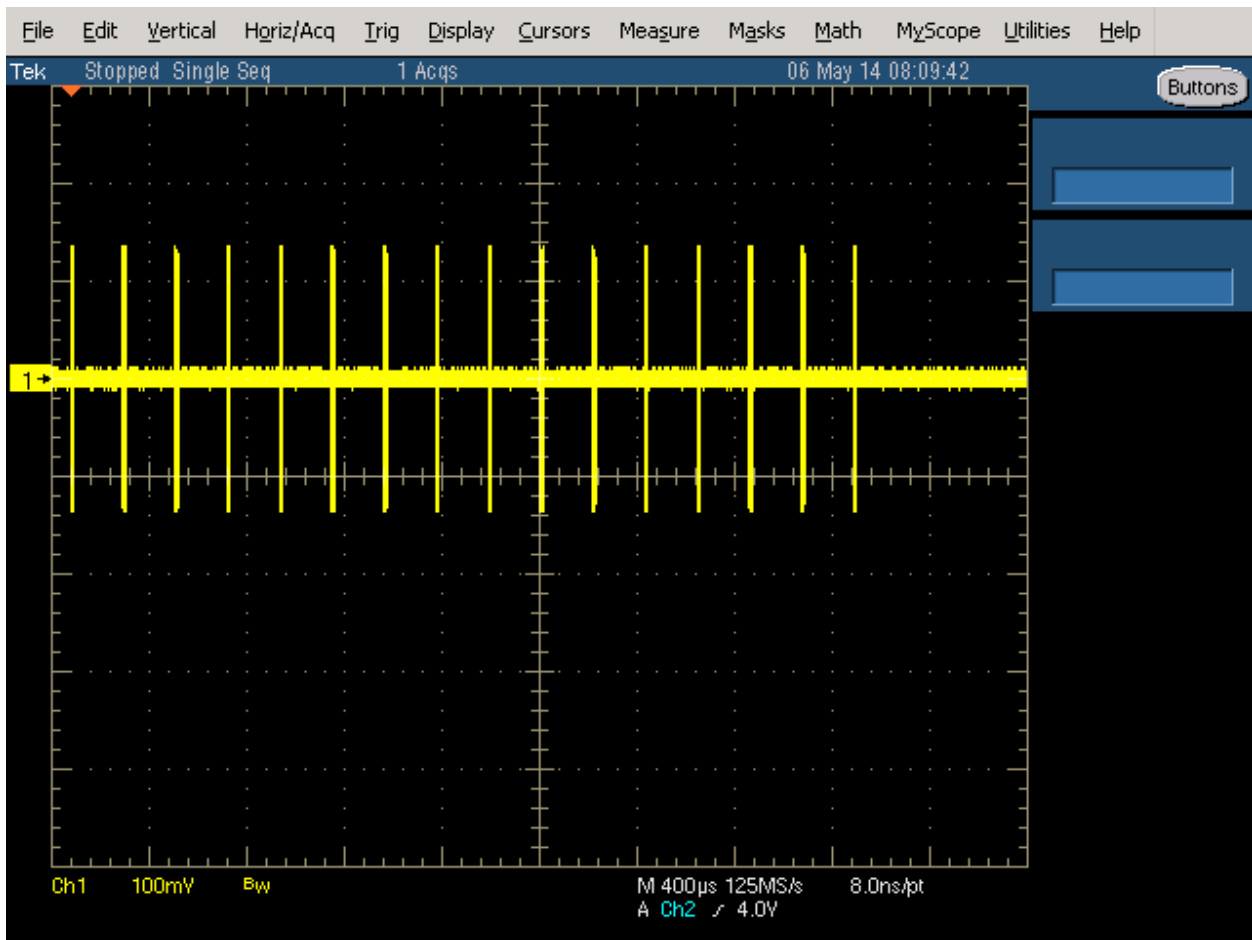 File Edit Vertical Horiz/Acq Trig Display Cursors Measure Masks Math MyScope Utilities Help
Tek Stopped Single Seq 1 Acqs 06 May 14 08:09:42
Buttons
1
Ch1 100mV BW M 400µs 125MS/s 8.0ns/pt
A Ch2 4.0V